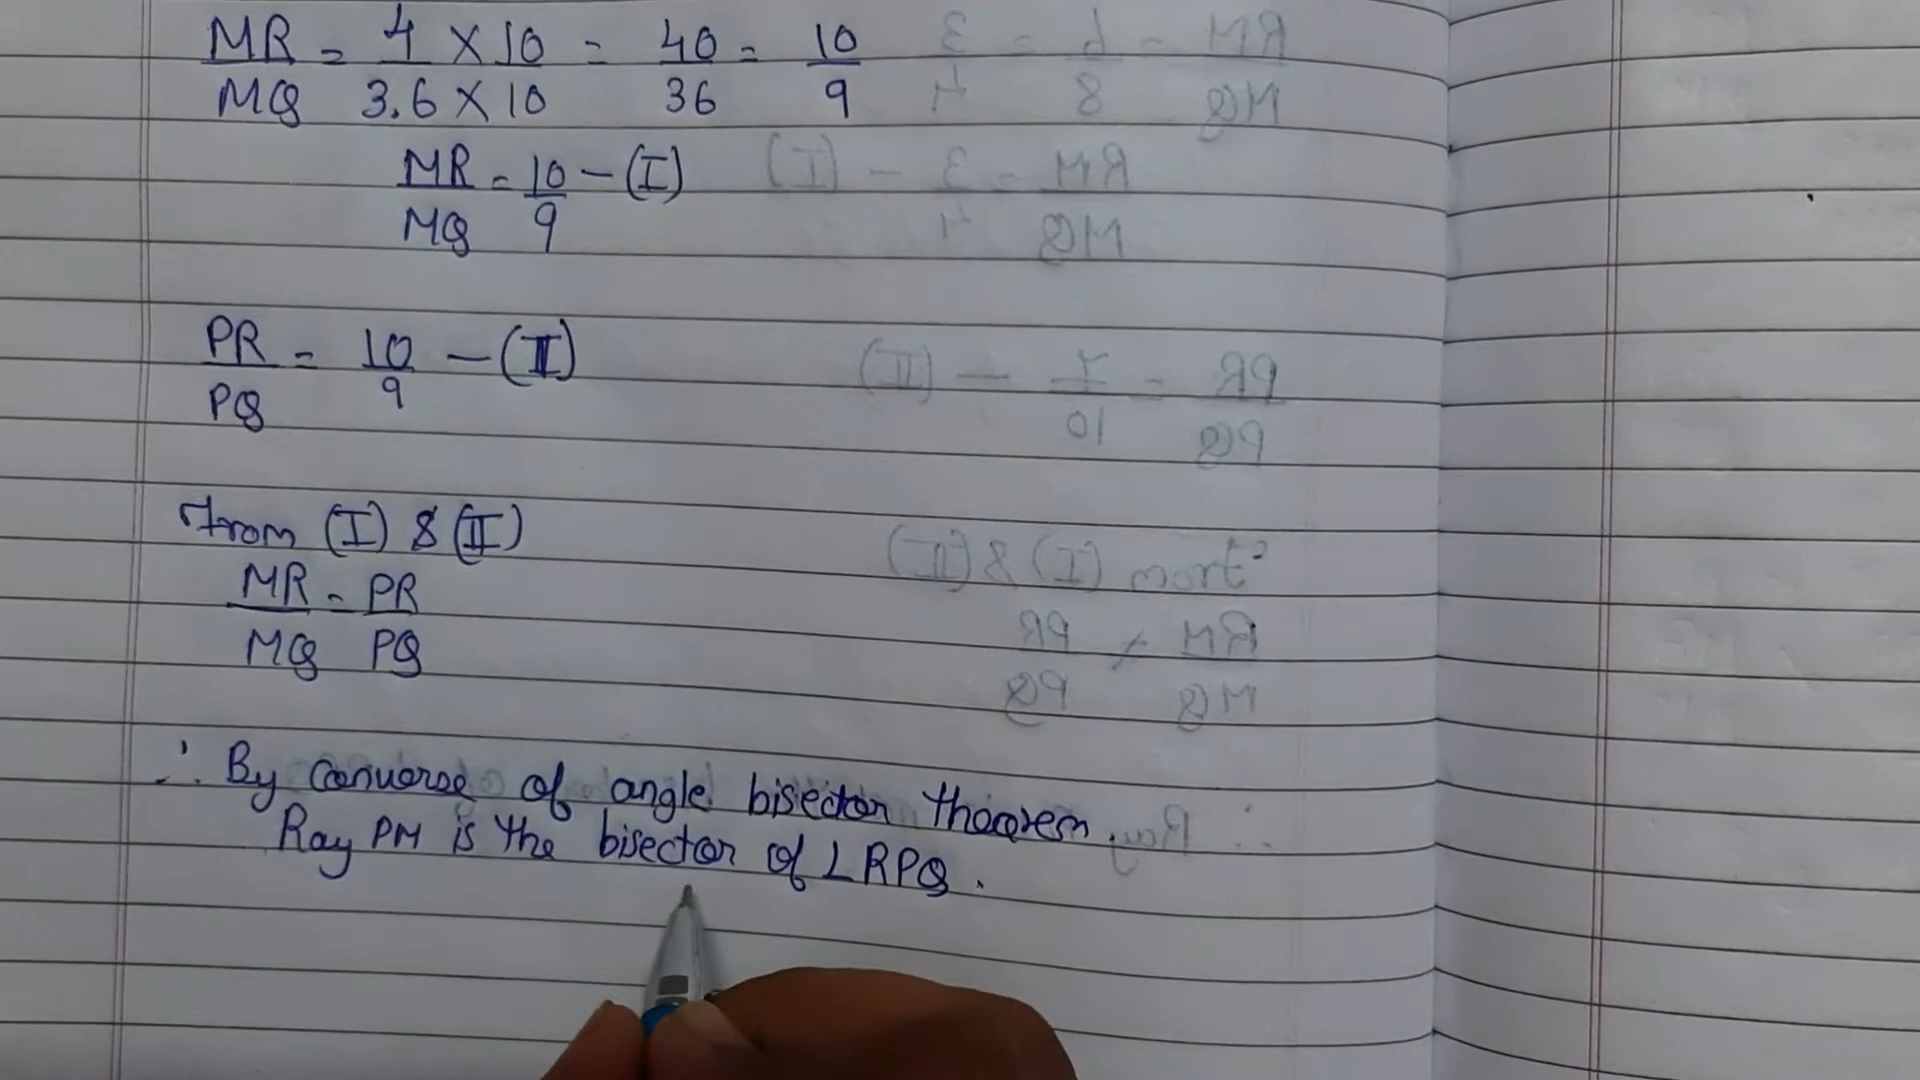 MR/MQ = 4 × 10/3.6 × 10 = 40/36 = 10/9
MR/MQ = 10/9 – (I)
PR/PQ = 10/9 – (II)
From (I) & (II)
MR/MQ = PR/PQ
∴ By converse of angle bisector theorem
Ray PM is the bisector of ∠RPQ.